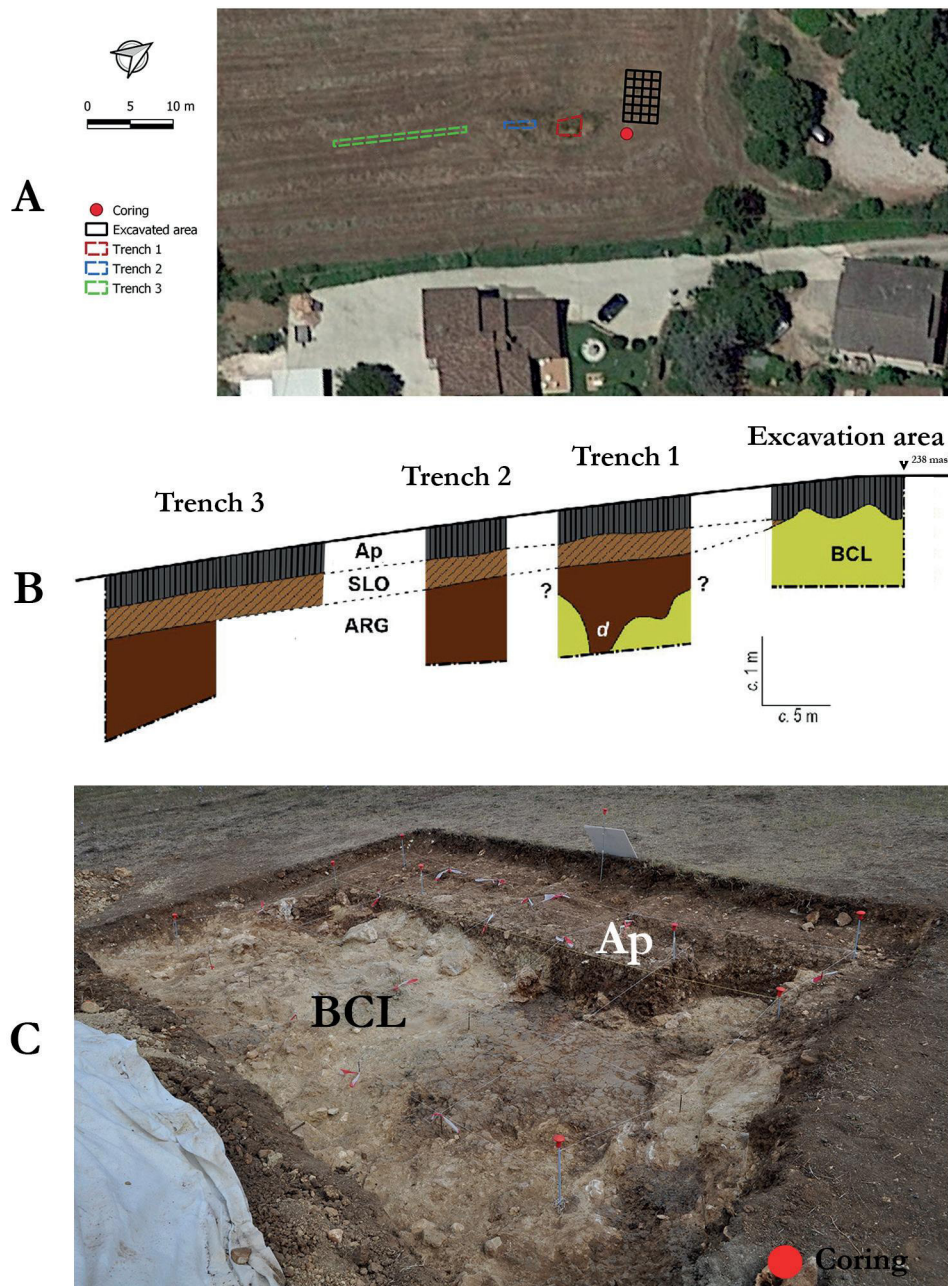 A
0 5 10 m
Coring
Excavated area
Trench 1
Trench 2
Trench 3
B
Trench 3
Trench 2
Trench 1
Excavation area
238 mas
Ap
SLO
ARG
?
d
?
BCL
c. 1 m
c. 5 m
C
Ap
BCL
Coring